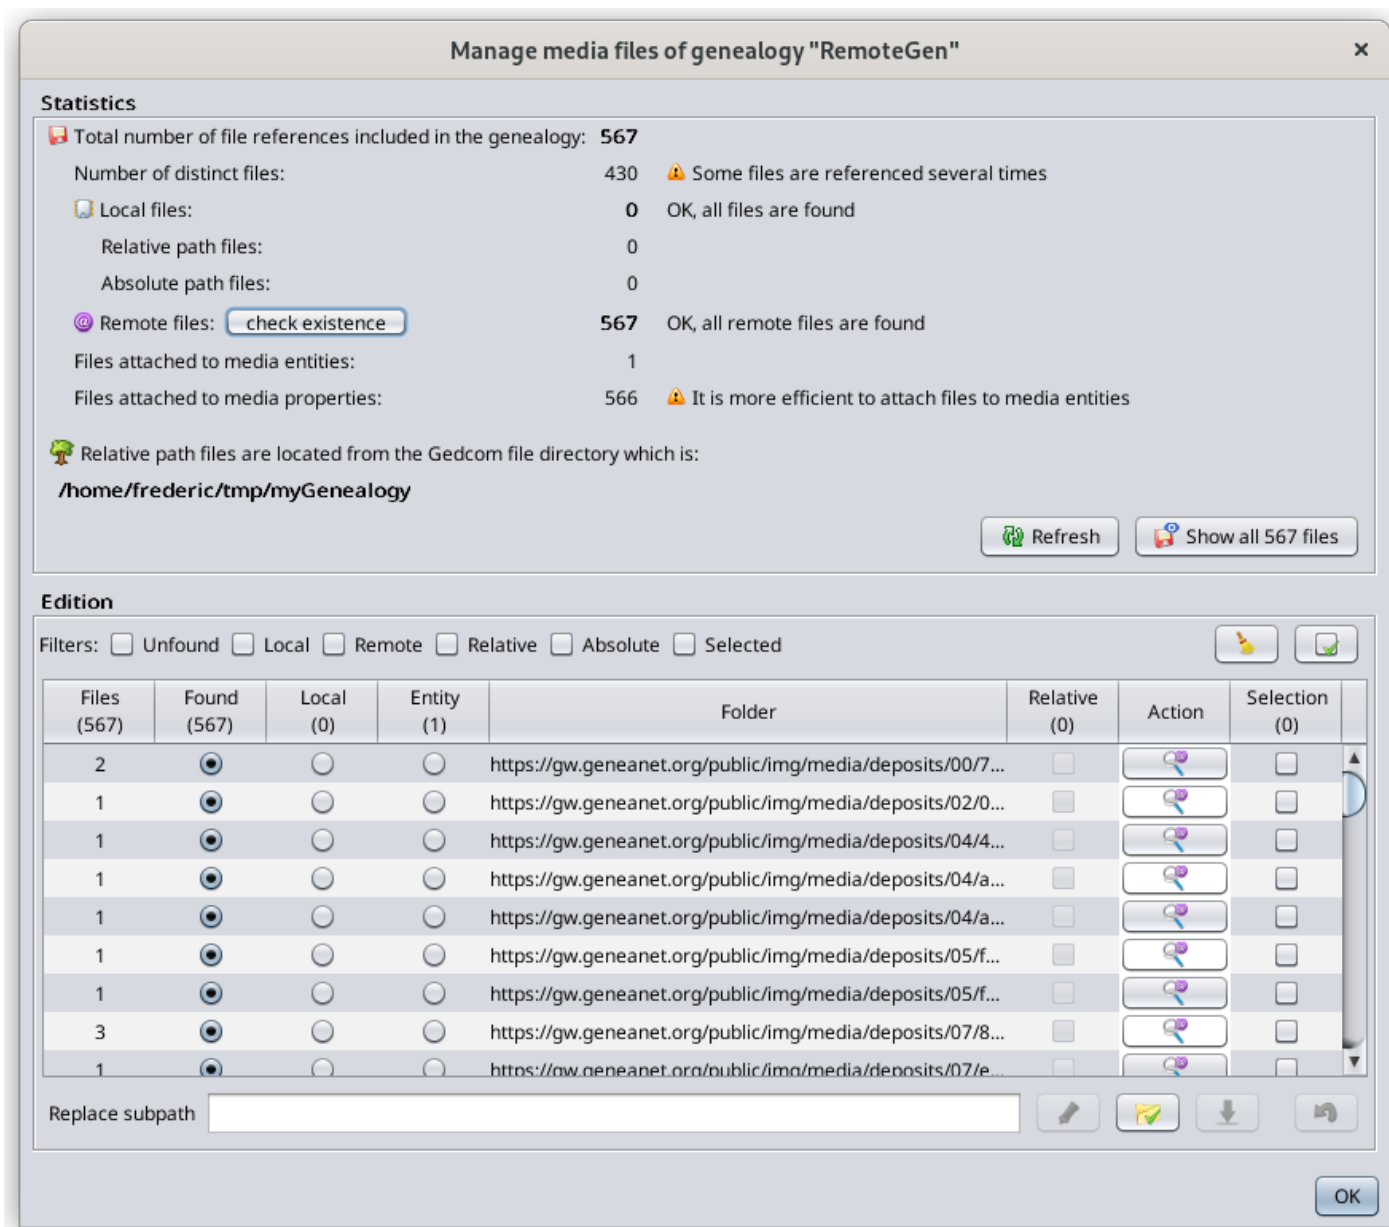 Manage media files of genealogy "RemoteGen"
Statistics
Total number of file references included in the genealogy: 567
Number of distinct files: 430 Some files are referenced several times
Local files: 0 OK, all files are found
Relative path files: 0
Absolute path files: 0
Remote files: check existence 567 OK, all remote files are found
Files attached to media entities: 1
Files attached to media properties: 566 It is more efficient to attach files to media entities
Relative path files are located from the Gedcom file directory which is:
/home/frederic/tmp/myGenealogy
Refresh Show all 567 files
Edition
Filters: Unfound Local Remote Relative Absolute Selected
Files Found Local Entity Folder Relative Action Selection
(567) (567) (0) (1) (0) (0)
2 https://gw.geneanet.org/public/img/media/deposits/00/7...
1 https://gw.geneanet.org/public/img/media/deposits/02/0...
1 https://gw.geneanet.org/public/img/media/deposits/04/4...
1 https://gw.geneanet.org/public/img/media/deposits/04/a...
1 https://gw.geneanet.org/public/img/media/deposits/04/a...
1 https://gw.geneanet.org/public/img/media/deposits/05/f...
1 https://gw.geneanet.org/public/img/media/deposits/05/f...
3 https://gw.geneanet.org/public/img/media/deposits/07/8...
1 https://gw.geneanet.org/public/img/media/deposits/07/e...
Replace subpath
OK